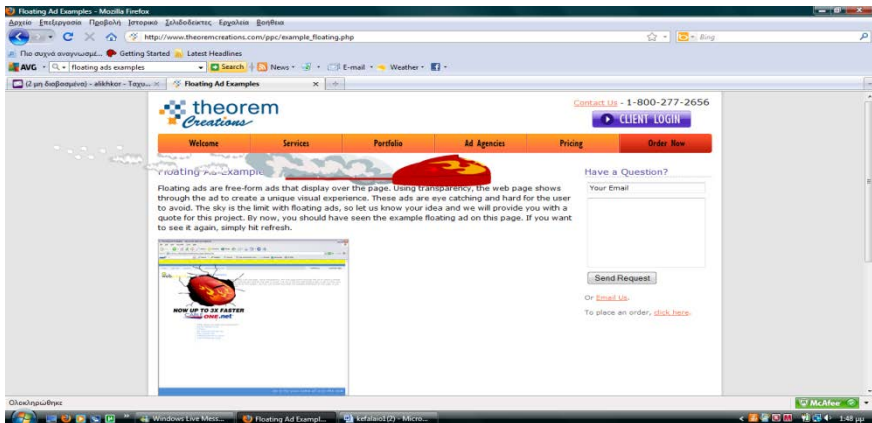 Floating Ad Examples - Mozilla Firefox
Αρχείο Επεξεργασία Προβολή Ιστορικό Σελιδοδείκτες Εργαλεία Βοήθεια
http://www.theoremcreations.com/ppc/example_floating.php
Bing
Πιο συχνά αναγνωσμέ... Getting Started Latest Headlines
AVG floating ads examples Search News E-mail Weather
(2 μη διαβασμένα) - alikhkor - Ταχυ... Floating Ad Examples
theorem
Creations
Contact Us - 1-800-277-2656
CLIENT LOGIN
Welcome Services Portfolio Ad Agencies Pricing Order Now
Floating Ad Example
Floating ads are free-form ads that display over the page. Using transparency, the web page shows
through the ad to create a unique visual experience. These ads are eye catching and hard for the user
to avoid. The sky is the limit with floating ads, so let us know your idea and we will provide you with a
quote for this project. By now, you should have seen the example floating ad on this page. If you want
to see it again, simply hit refresh.
NOW UP TO 3X FASTER
ONE.net
Have a Question?
Your Email
Send Request
Or Email Us.
To place an order, click here.
Ολοκληρώθηκε
McAfee
Windows Live Mess... Floating Ad Exampl... kefalaio1(2) - Micro...
1:48 μμ